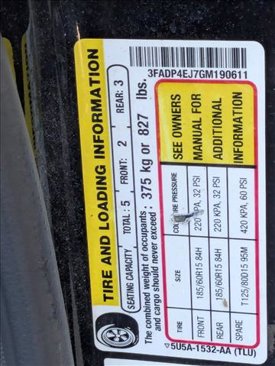 TIRE AND LOADING INFORMATION
SEATING CAPACITY TOTAL: 5 FRONT: 2 REAR: 3
The combined weight of occupants and cargo should never exceed: 375 kg or 827 lbs.
3FADP4EJ7GM190611
TIRE SIZE COLD TIRE PRESSURE
FRONT 185/60R15 84H 220 KPA, 32 PSI
REAR 185/60R15 84H 220 KPA, 32 PSI
SPARE T125/80D15 95M 420 KPA, 60 PSI
SEE OWNERS
MANUAL FOR
ADDITIONAL
INFORMATION
5U5A-1532-AA (TLU)